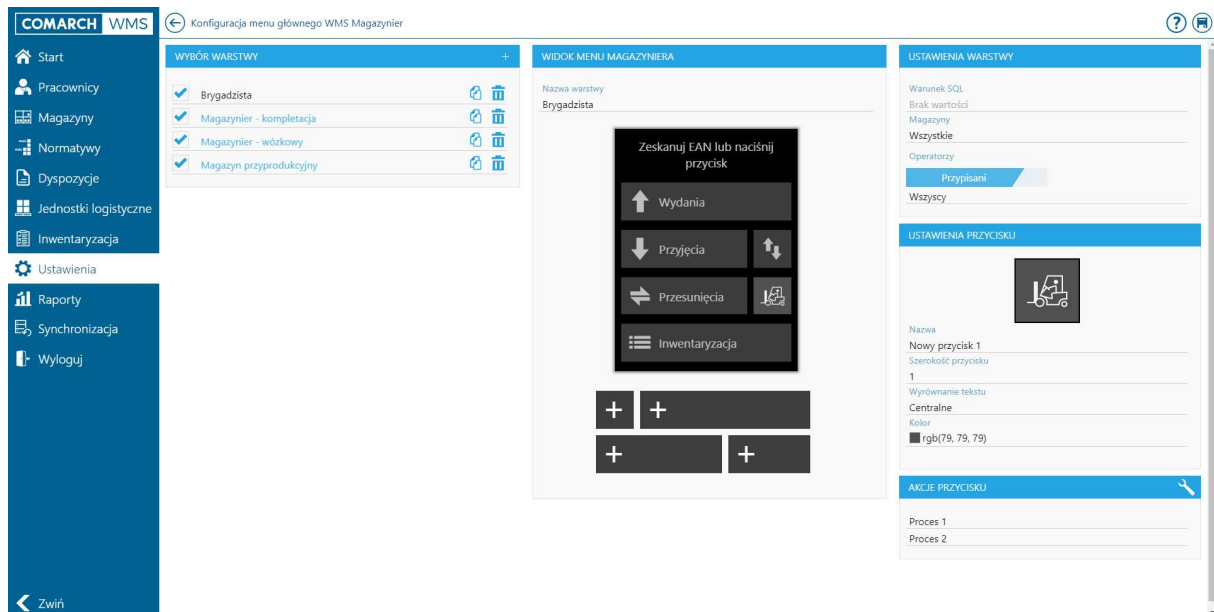 COMARCH WMS
Konfiguracja menu głównego WMS Magazynier
?
Start
Pracownicy
Magazyny
Normatywy
Dyspozycje
Jednostki logistyczne
Inwentaryzacja
Ustawienia
Raporty
Synchronizacja
Wyloguj
Zwiń
WYBÓR WARSTWY +
Brygadzista
Magazynier - kompletacja
Magazynier - wózkowy
Magazyn przyprodukcyjny
WIDOK MENU MAGAZYNIERA
Nazwa warstwy
Brygadzista
Zeskanuj EAN lub naciśnij
przycisk
Wydania
Przyjęcia
Przesunięcia
Inwentaryzacja
+ +
+ +
USTAWIENIA WARSTWY
Warunek SQL
Brak wartości
Magazyny
Wszystkie
Operatorzy
Przypisani
Wszyscy
USTAWIENIA PRZYCISKU
Nazwa
Nowy przycisk 1
Szerokość przycisku
1
Wyrównanie tekstu
Centralne
Kolor
rgb(79, 79, 79)
AKCJE PRZYCISKU
Proces 1
Proces 2